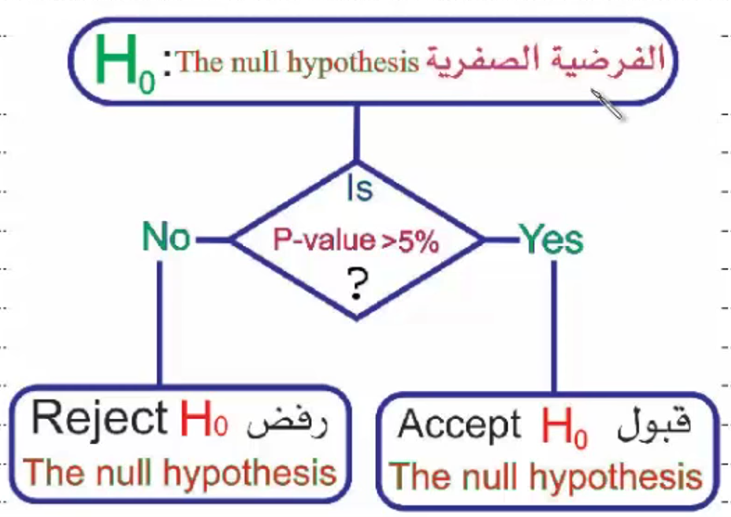 H0: The null hypothesis الفرضية الصفرية
Is
P-value >5%
?
No
Yes
Reject H0 رفض
The null hypothesis
Accept H0 قبول
The null hypothesis